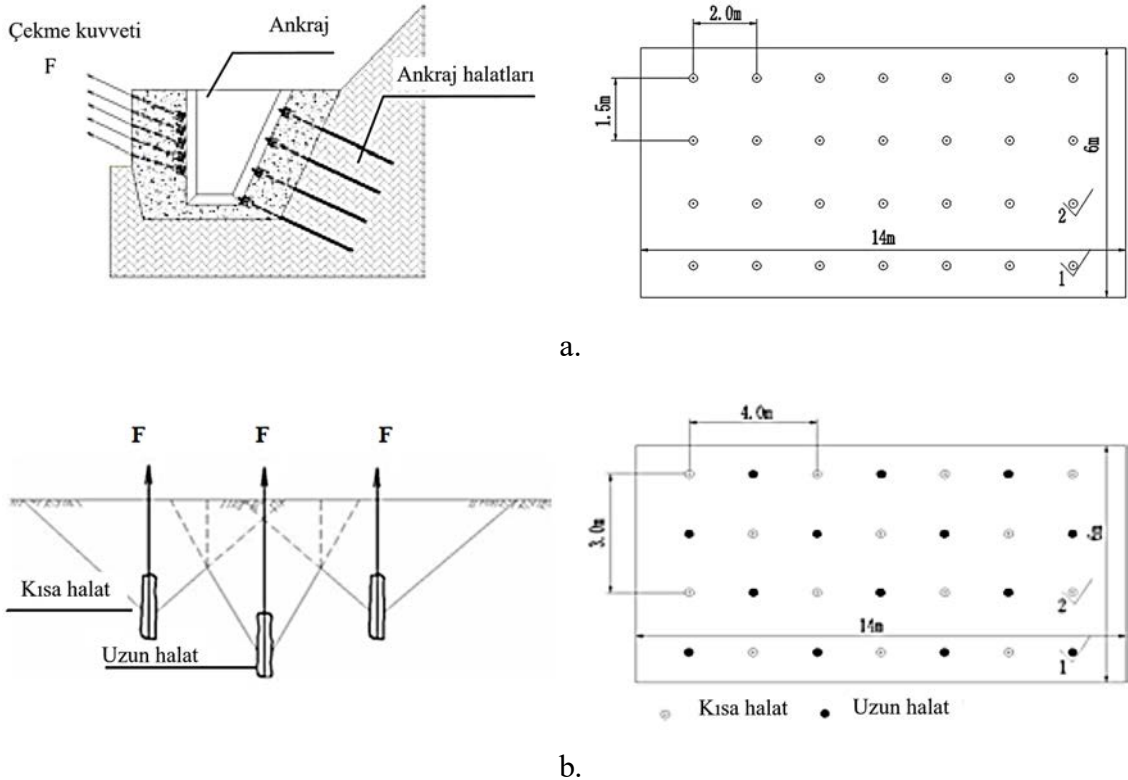 Çekme kuvveti
F
Ankraj
Ankraj halatları
2.0m
1.5m
6m
14m
2
1
a.
F
F
F
Kısa halat
Uzun halat
4.0m
3.0m
6m
14m
2
1
Kısa halat
Uzun halat
b.